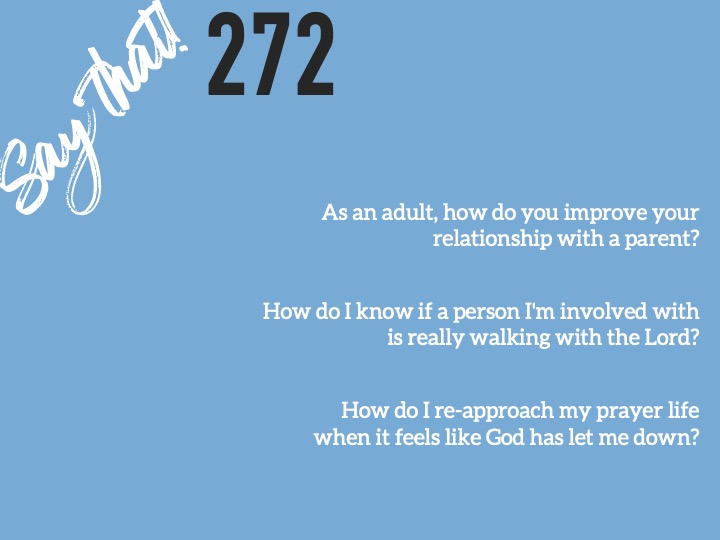 Say that!
272
As an adult, how do you improve your
relationship with a parent?
How do I know if a person I'm involved with
is really walking with the Lord?
How do I re-approach my prayer life
when it feels like God has let me down?